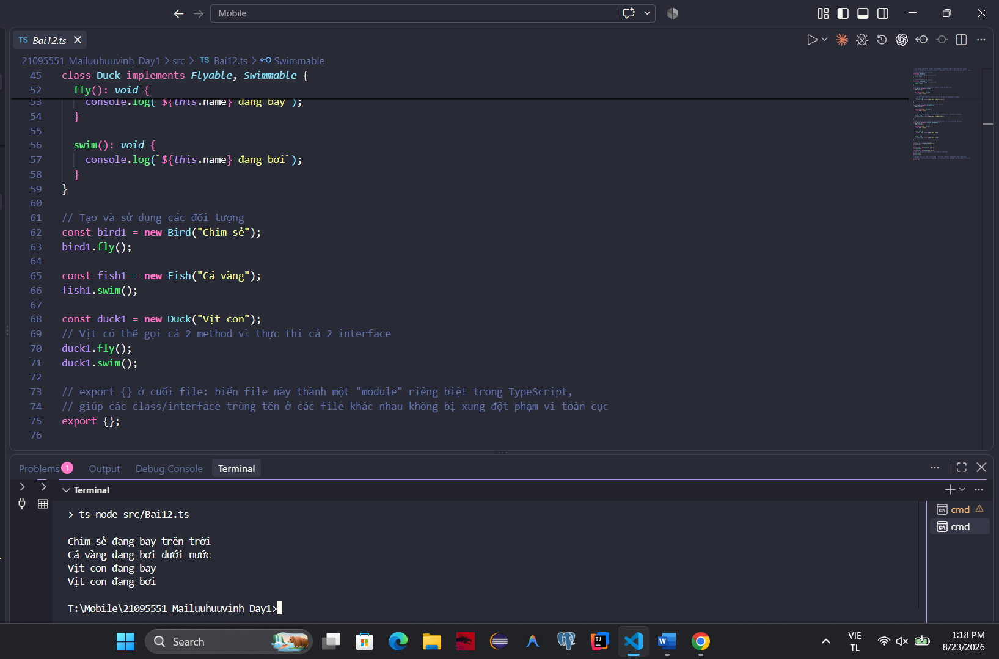 Mobile
TS Bai12.ts
21095551_Mailuuhuuvinh_Day1 > src > TS Bai12.ts > Swimmable
45 class Duck implements Flyable, Swimmable {
52 fly(): void {
53 console.log(`${this.name} đang bay`);
54 }
55
56 swim(): void {
57 console.log(`${this.name} đang bơi`);
58 }
59 }
60
61 // Tạo và sử dụng các đối tượng
62 const bird1 = new Bird("Chim sẻ");
63 bird1.fly();
64
65 const fish1 = new Fish("Cá vàng");
66 fish1.swim();
67
68 const duck1 = new Duck("Vịt con");
69 // Vịt có thể gọi cả 2 method vì thực thi cả 2 interface
70 duck1.fly();
71 duck1.swim();
72
73 // export {} ở cuối file: biến file này thành một "module" riêng biệt trong TypeScript,
74 // giúp các class/interface trùng tên ở các file khác nhau không bị xung đột phạm vi toàn cục
75 export {};
76
Problems 1 Output Debug Console Terminal
Terminal
> ts-node src/Bai12.ts
Chim sẻ đang bay trên trời
Cá vàng đang bơi dưới nước
Vịt con đang bay
Vịt con đang bơi
T:\Mobile\21095551_Mailuuhuuvinh_Day1>
cmd
cmd
Search
VIE
TL
1:18 PM
8/23/2026